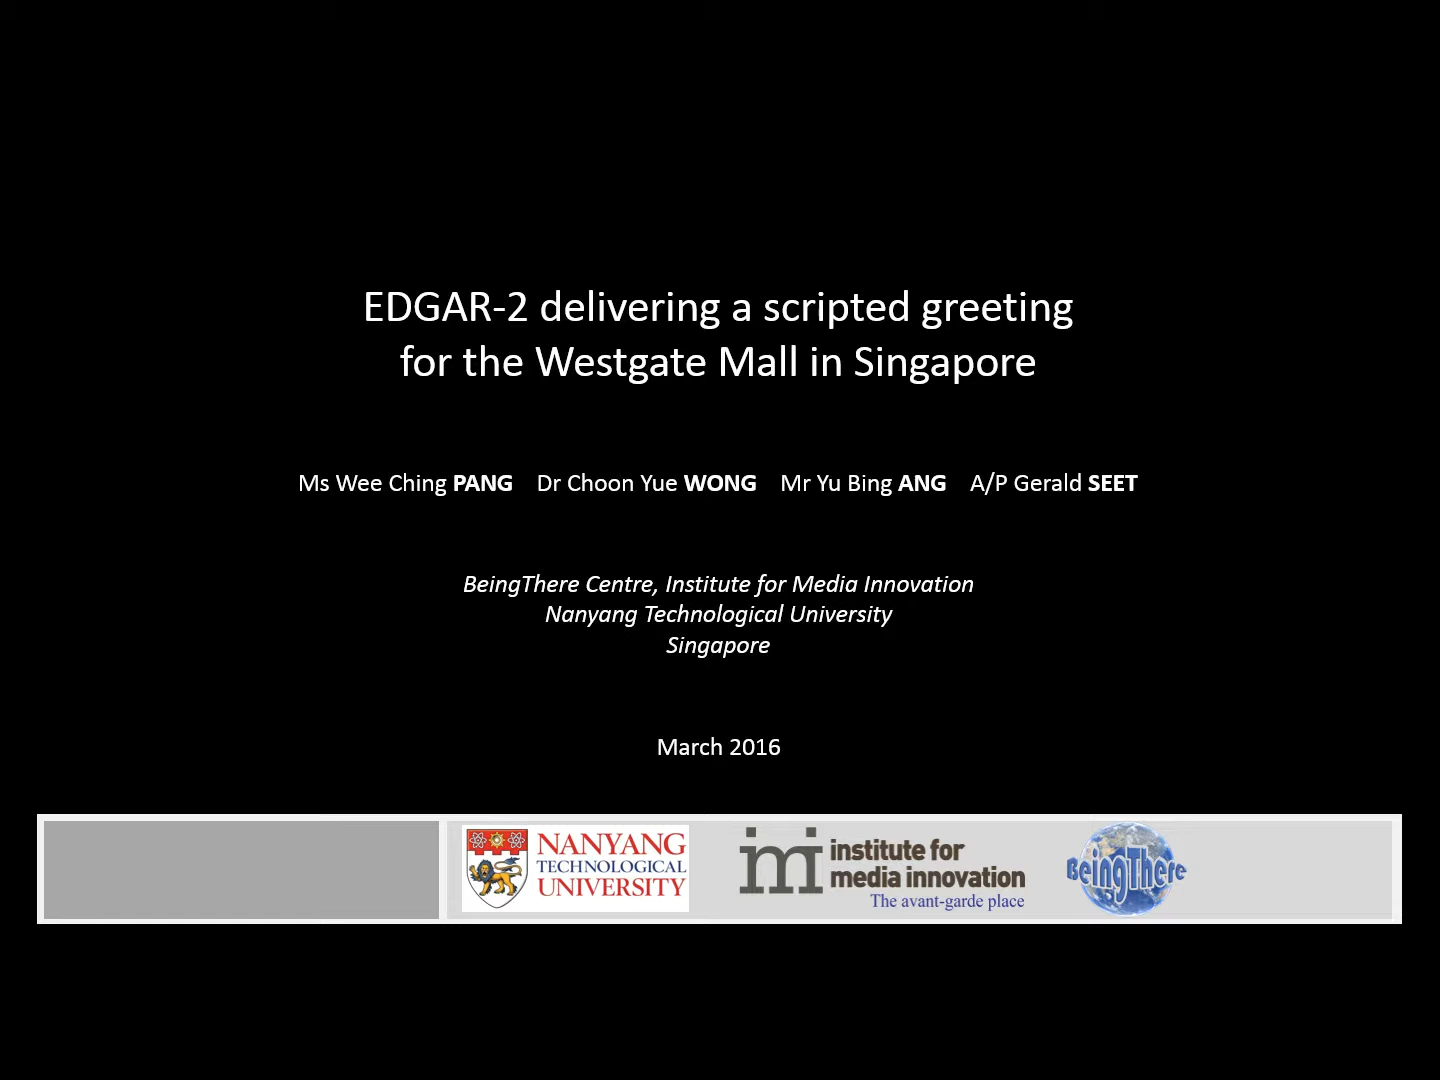 EDGAR-2 delivering a scripted greeting
for the Westgate Mall in Singapore
Ms Wee Ching PANG Dr Choon Yue WONG Mr Yu Bing ANG A/P Gerald SEET
BeingThere Centre, Institute for Media Innovation
Nanyang Technological University
Singapore
March 2016
NANYANG
TECHNOLOGICAL
UNIVERSITY
imi
institute for
media innovation
The avant-garde place
BeingThere